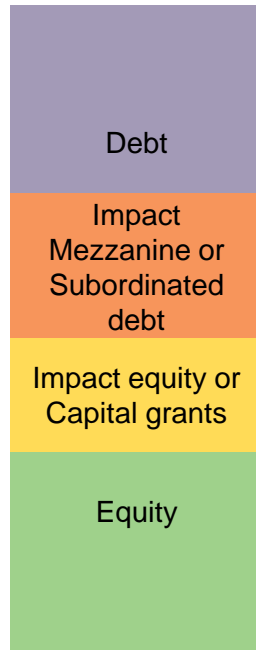 Debt
Impact
Mezzanine or
Subordinated
debt
Impact equity or
Capital grants
Equity